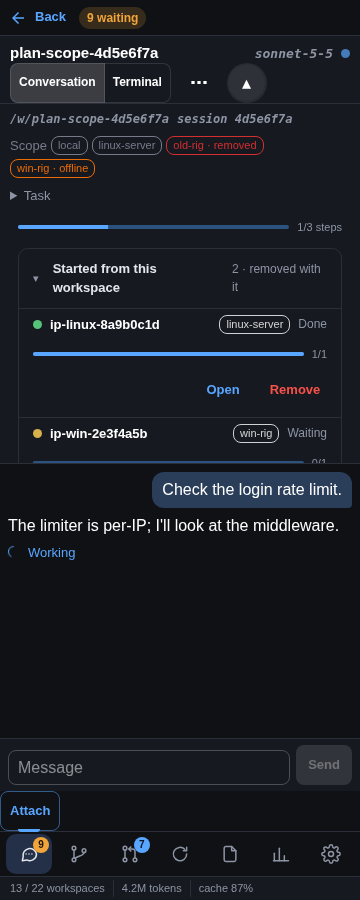 Back 9 waiting
plan-scope-4d5e6f7a sonnet-5-5
Conversation Terminal ... ▲
/w/plan-scope-4d5e6f7a session 4d5e6f7a
Scope local linux-server old-rig · removed
win-rig · offline
▶ Task
1/3 steps
▾ Started from this workspace 2 · removed with it
ip-linux-8a9b0c1d linux-server Done
1/1
Open Remove
ip-win-2e3f4a5b win-rig Waiting
0/1
Check the login rate limit.
The limiter is per-IP; I'll look at the middleware.
Working
Message Send
Attach
9 7
13 / 22 workspaces 4.2M tokens cache 87%